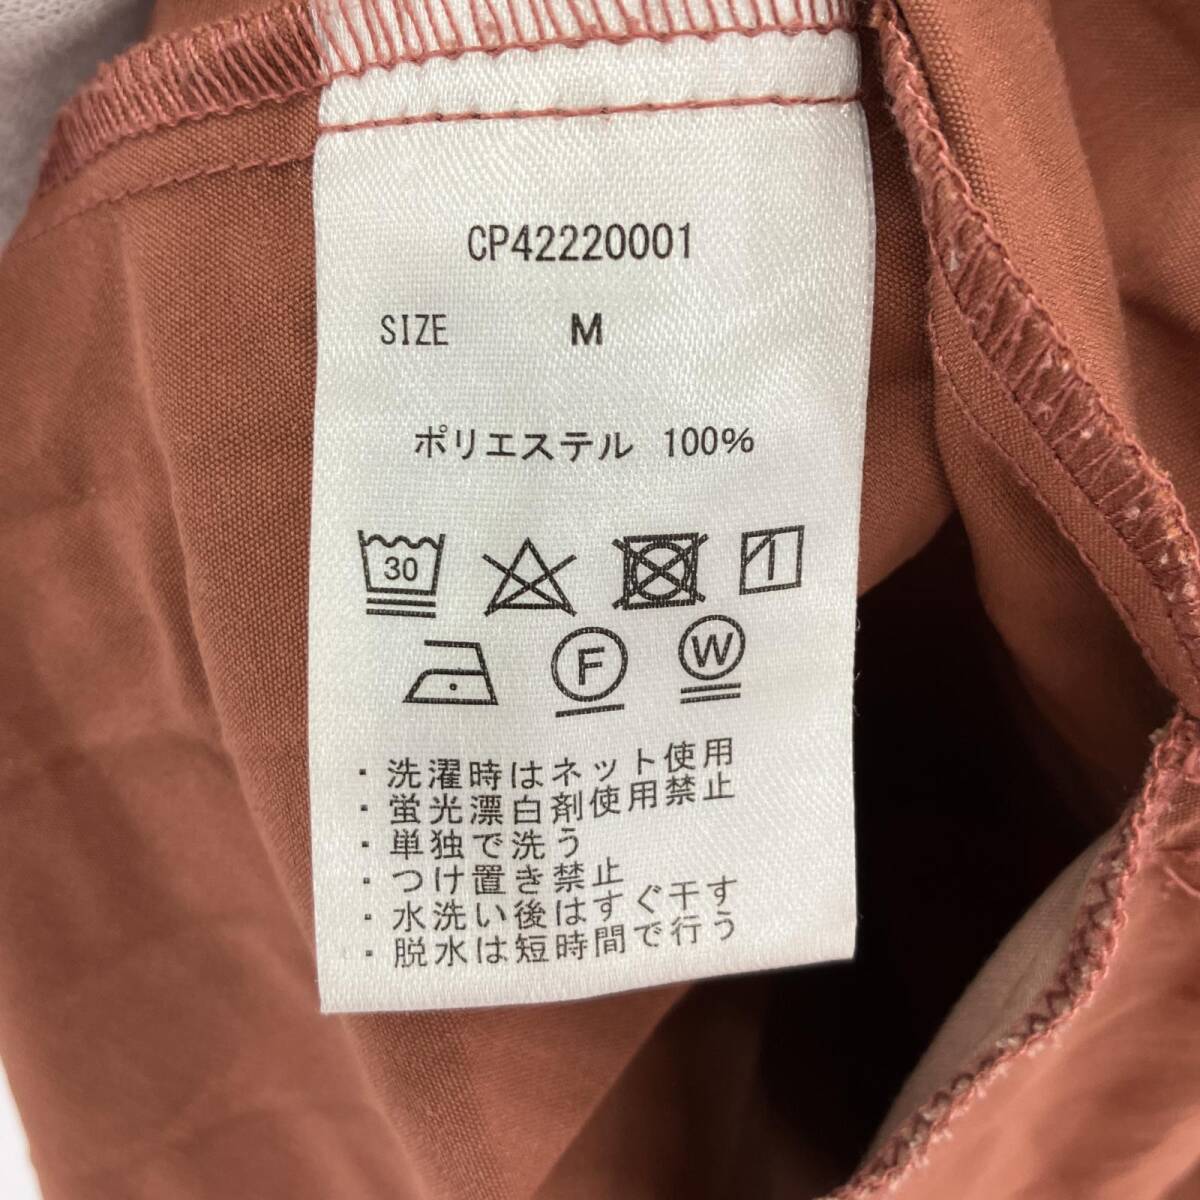 CP42220001
SIZE M
ポリエステル 100%
30
F W
・洗濯時はネット使用
・蛍光漂白剤使用禁止
・単独で洗う
・つけ置き禁止
・水洗い後はすぐ干す
・脱水は短時間で行う